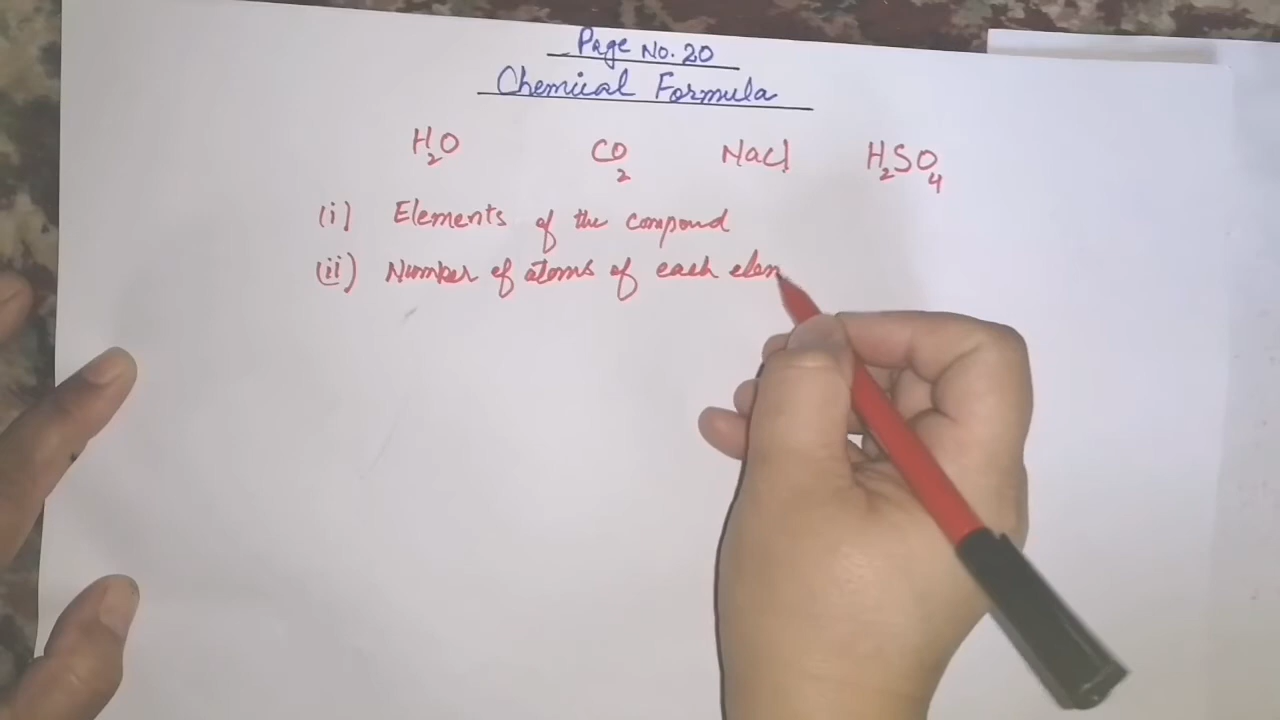 Page No. 20
Chemical Formula
H₂O CO₂ NaCl H₂SO₄
(i) Elements of the compound
(ii) Number of atoms of each elem